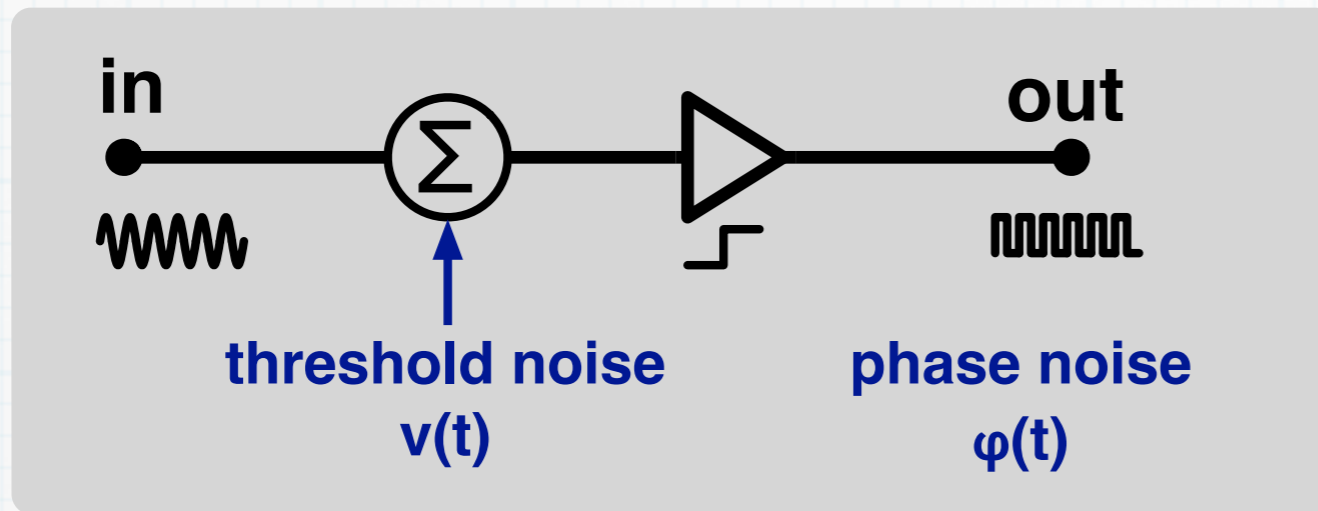 in
out
Σ
threshold noise
v(t)
phase noise
φ(t)